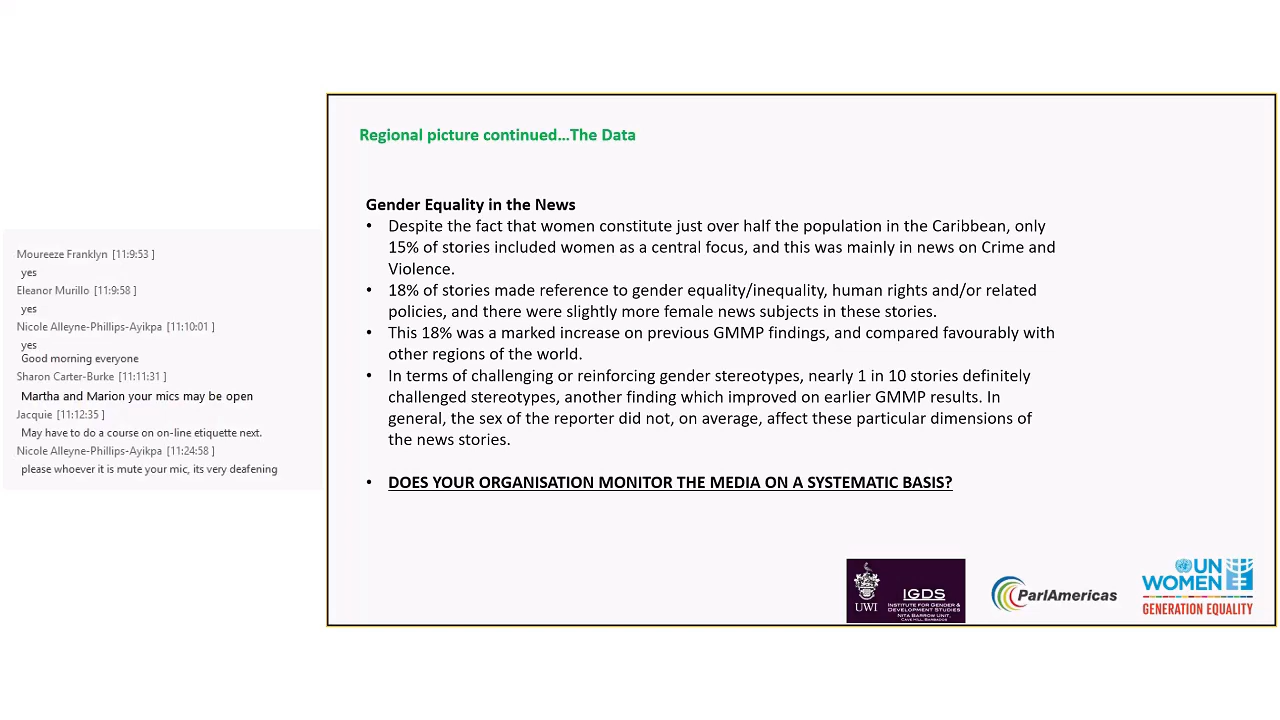 Moureeze Franklyn [11:9:53 ]
yes
Eleanor Murillo [11:9:58 ]
yes
Nicole Alleyne-Phillips-Ayikpa [11:10:01 ]
yes
Good morning everyone
Sharon Carter-Burke [11:11:31 ]
Martha and Marion your mics may be open
Jacquie [11:12:35 ]
May have to do a course on on-line etiquette next.
Nicole Alleyne-Phillips-Ayikpa [11:24:58 ]
please whoever it is mute your mic, its very deafening
Regional picture continued...The Data
Gender Equality in the News
• Despite the fact that women constitute just over half the population in the Caribbean, only
15% of stories included women as a central focus, and this was mainly in news on Crime and
Violence.
• 18% of stories made reference to gender equality/inequality, human rights and/or related
policies, and there were slightly more female news subjects in these stories.
• This 18% was a marked increase on previous GMMP findings, and compared favourably with
other regions of the world.
• In terms of challenging or reinforcing gender stereotypes, nearly 1 in 10 stories definitely
challenged stereotypes, another finding which improved on earlier GMMP results. In
general, the sex of the reporter did not, on average, affect these particular dimensions of
the news stories.
• DOES YOUR ORGANISATION MONITOR THE MEDIA ON A SYSTEMATIC BASIS?
UWI
IGDS
INSTITUTE FOR GENDER &
DEVELOPMENT STUDIES
NITA BARROW UNIT,
CAVE HILL, BARBADOS
ParlAmericas
UN
WOMEN
GENERATION EQUALITY